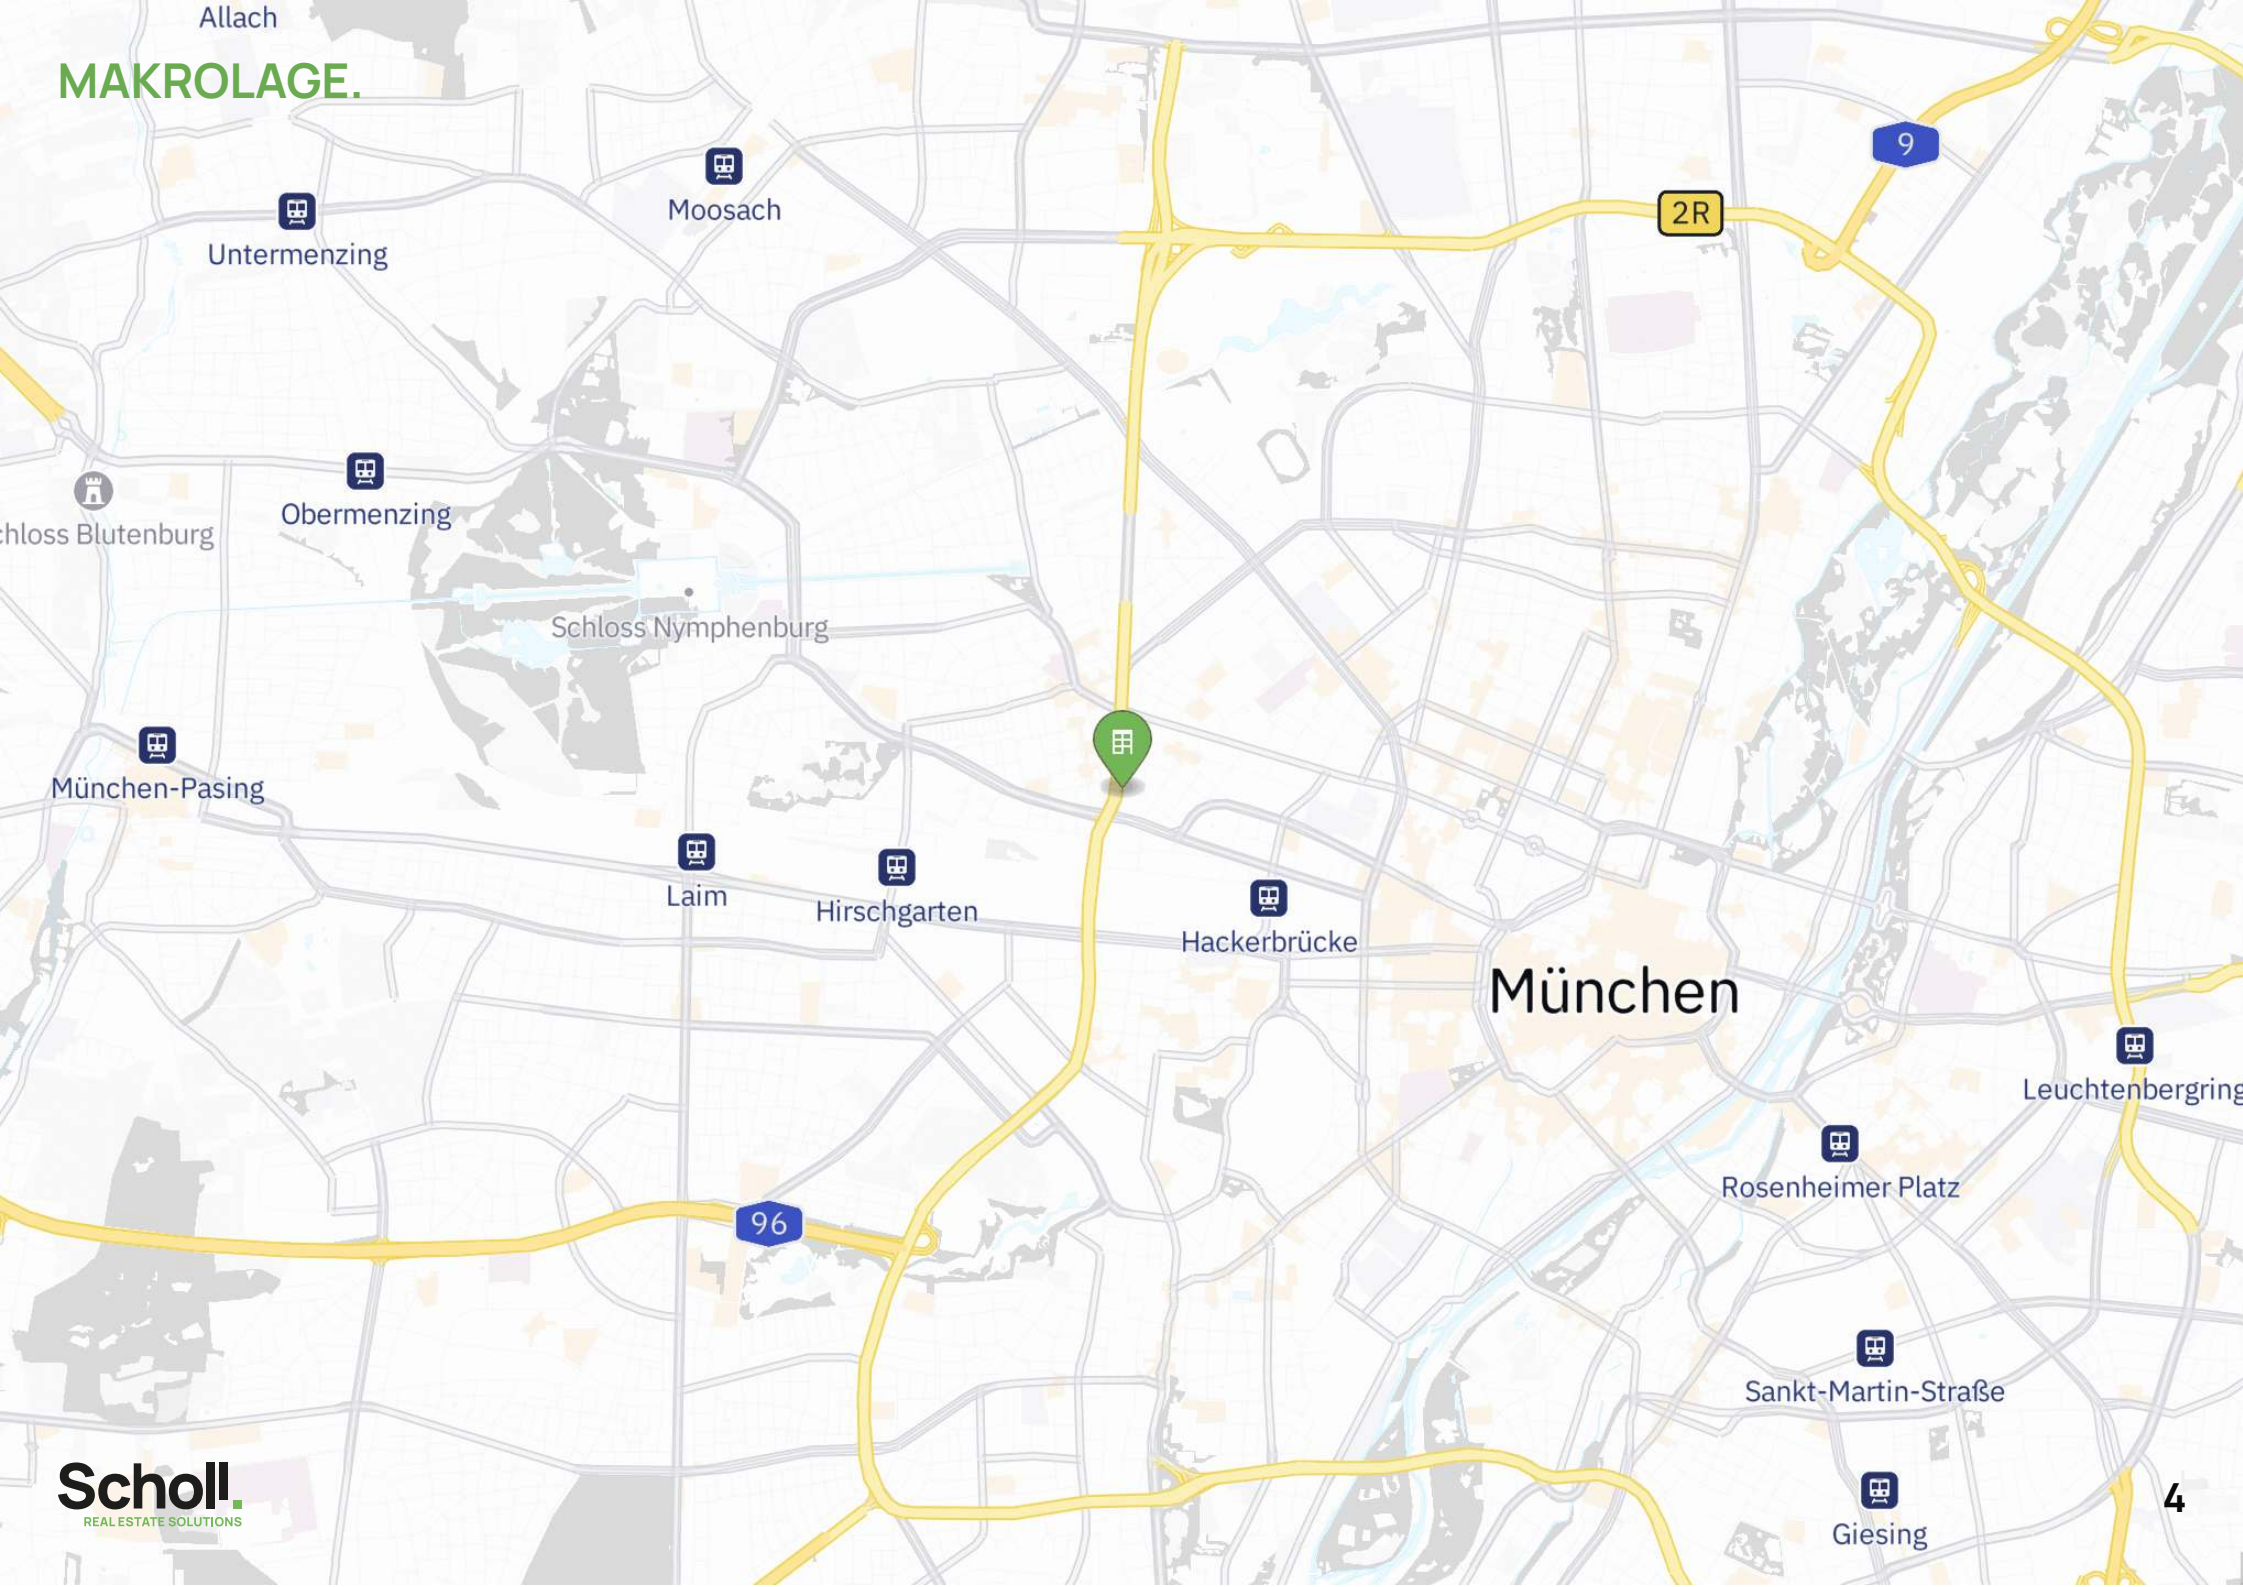 Allach
MAKROLAGE.
9
Moosach
2R
Untermenzing
Obermenzing
chloss Blutenburg
Schloss Nymphenburg
München-Pasing
Laim
Hirschgarten
Hackerbrücke
München
Leuchtenbergring
Rosenheimer Platz
96
Sankt-Martin-Straße
Scholl.
REAL ESTATE SOLUTIONS
4
Giesing